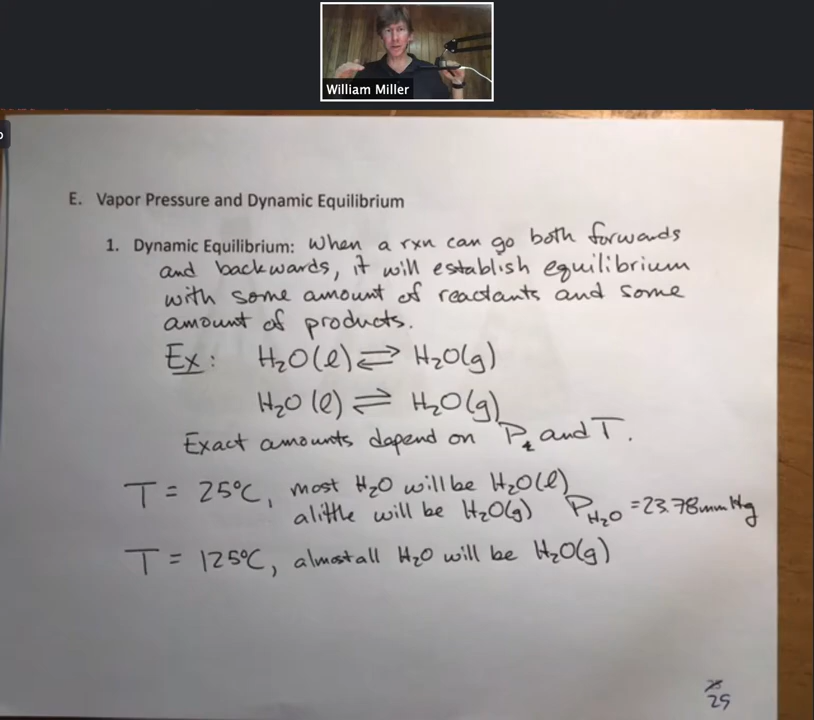 William Miller
E. Vapor Pressure and Dynamic Equilibrium
1. Dynamic Equilibrium: When a rxn can go both forwards
and backwards, it will establish equilibrium
with some amount of reactants and some
amount of products.
Ex: H₂O(l) ⇌ H₂O(g)
H₂O (l) ⇌ H₂O(g)
Exact amounts depend on P, and T.
T = 25°C, most H₂O will be H₂O(l)
a little will be H₂O(g) P H₂O = 23.78 mm Hg
T = 125°C, almost all H₂O will be H₂O(g)
25